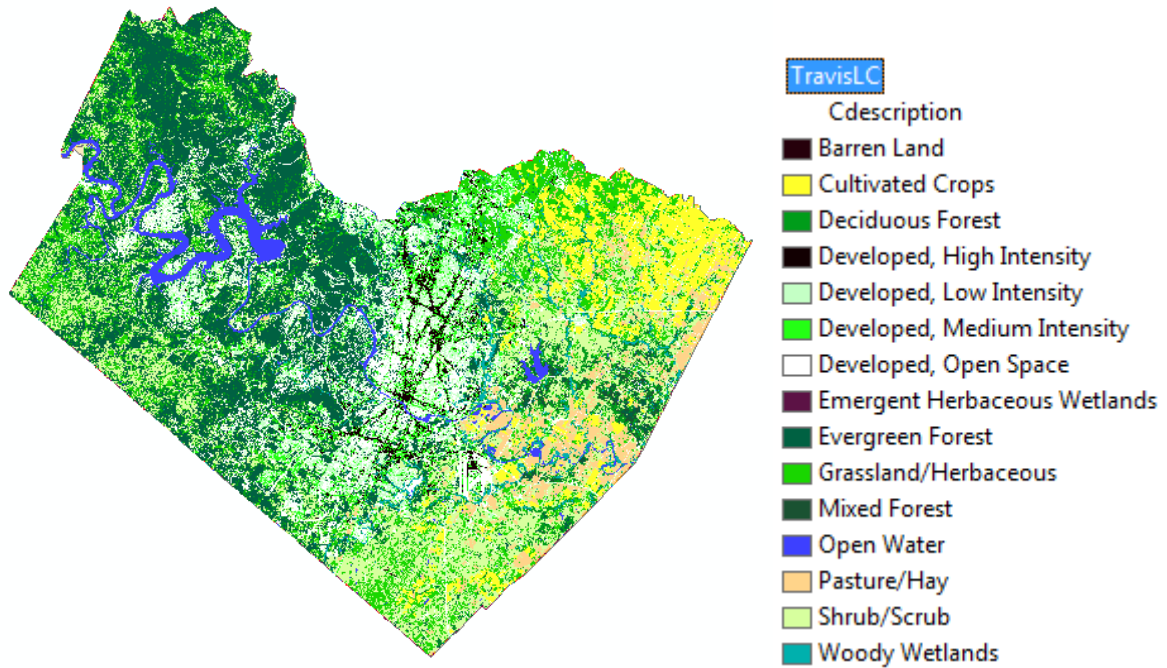 TravisLC
Cdescription
Barren Land
Cultivated Crops
Deciduous Forest
Developed, High Intensity
Developed, Low Intensity
Developed, Medium Intensity
Developed, Open Space
Emergent Herbaceous Wetlands
Evergreen Forest
Grassland/Herbaceous
Mixed Forest
Open Water
Pasture/Hay
Shrub/Scrub
Woody Wetlands